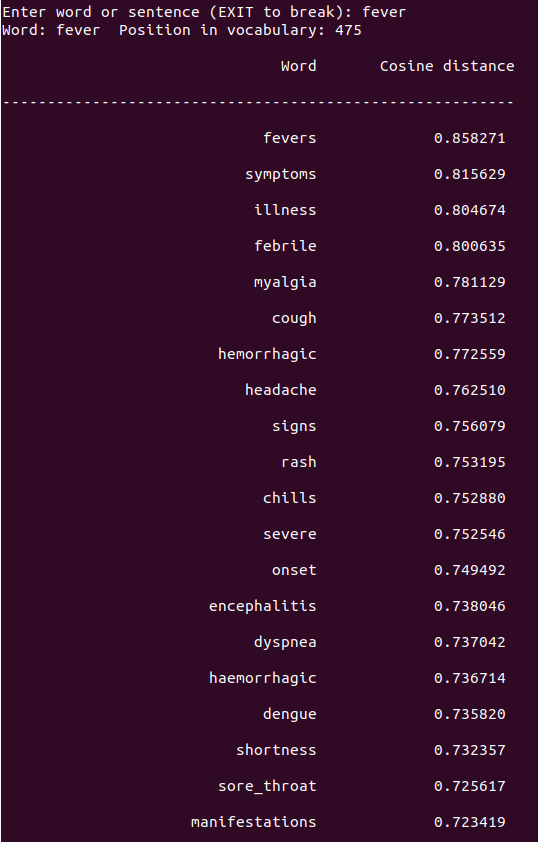 Enter word or sentence (EXIT to break): fever
Word: fever  Position in vocabulary: 475
Word       Cosine distance
---------------------------------------------------------
fevers 0.858271
symptoms 0.815629
illness 0.804674
febrile 0.800635
myalgia 0.781129
cough 0.773512
hemorrhagic 0.772559
headache 0.762510
signs 0.756079
rash 0.753195
chills 0.752880
severe 0.752546
onset 0.749492
encephalitis 0.738046
dyspnea 0.737042
haemorrhagic 0.736714
dengue 0.735820
shortness 0.732357
sore_throat 0.725617
manifestations 0.723419